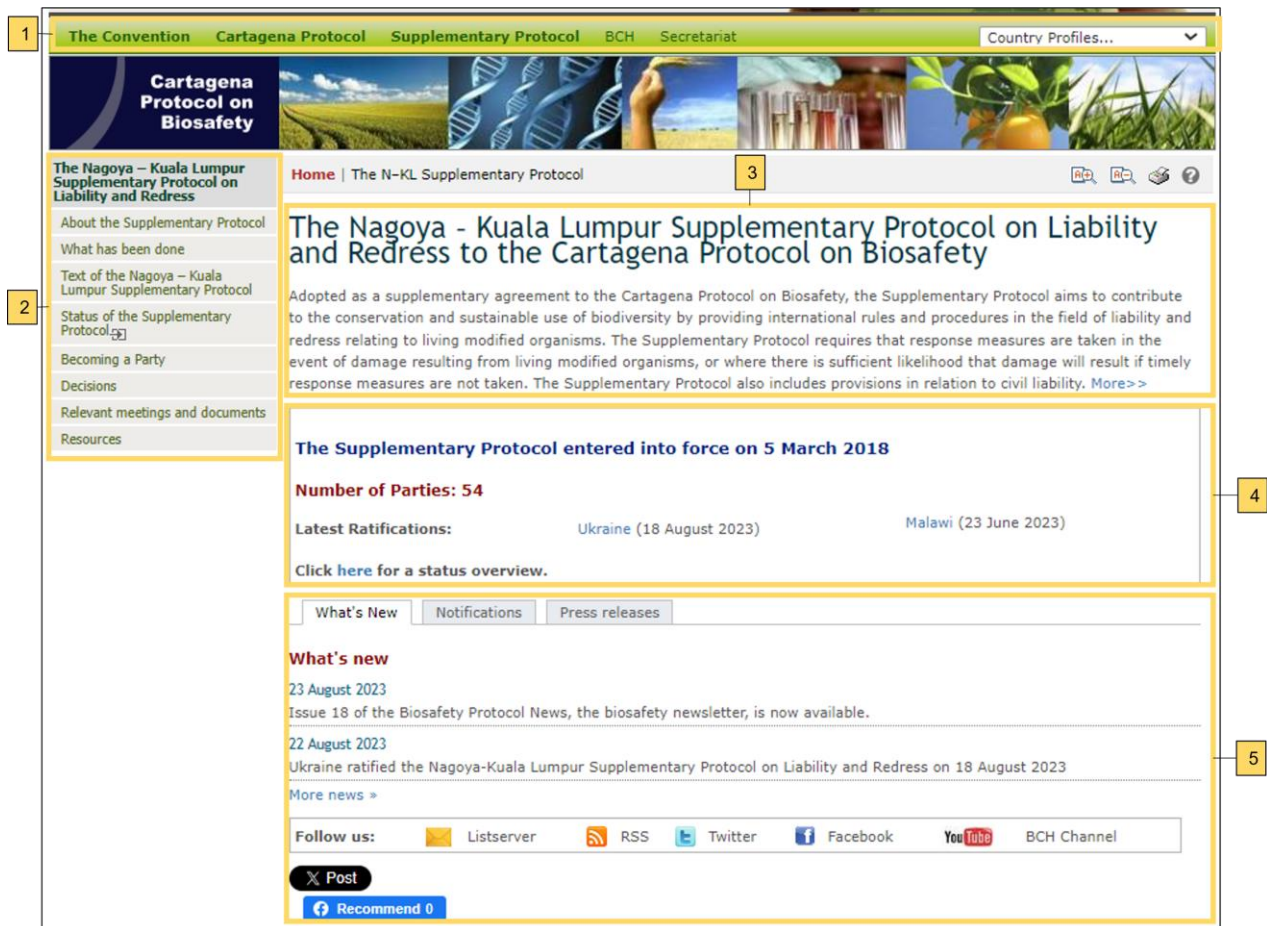 1
The Convention Cartagena Protocol Supplementary Protocol BCH Secretariat Country Profiles...
Cartagena
Protocol on
Biosafety
The Nagoya – Kuala Lumpur
Supplementary Protocol on
Liability and Redress
About the Supplementary Protocol
What has been done
Text of the Nagoya – Kuala
Lumpur Supplementary Protocol
2
Status of the Supplementary
Protocol
Becoming a Party
Decisions
Relevant meetings and documents
Resources
Home | The N-KL Supplementary Protocol
3
The Nagoya - Kuala Lumpur Supplementary Protocol on Liability
and Redress to the Cartagena Protocol on Biosafety
Adopted as a supplementary agreement to the Cartagena Protocol on Biosafety, the Supplementary Protocol aims to contribute
to the conservation and sustainable use of biodiversity by providing international rules and procedures in the field of liability and
redress relating to living modified organisms. The Supplementary Protocol requires that response measures are taken in the
event of damage resulting from living modified organisms, or where there is sufficient likelihood that damage will result if timely
response measures are not taken. The Supplementary Protocol also includes provisions in relation to civil liability. More>>
The Supplementary Protocol entered into force on 5 March 2018
Number of Parties: 54
4
Latest Ratifications: Ukraine (18 August 2023) Malawi (23 June 2023)
Click here for a status overview.
What's New Notifications Press releases
What's new
23 August 2023
Issue 18 of the Biosafety Protocol News, the biosafety newsletter, is now available.
22 August 2023
5
Ukraine ratified the Nagoya-Kuala Lumpur Supplementary Protocol on Liability and Redress on 18 August 2023
More news »
Follow us: Listserver RSS Twitter Facebook YouTube BCH Channel
X Post
Recommend 0